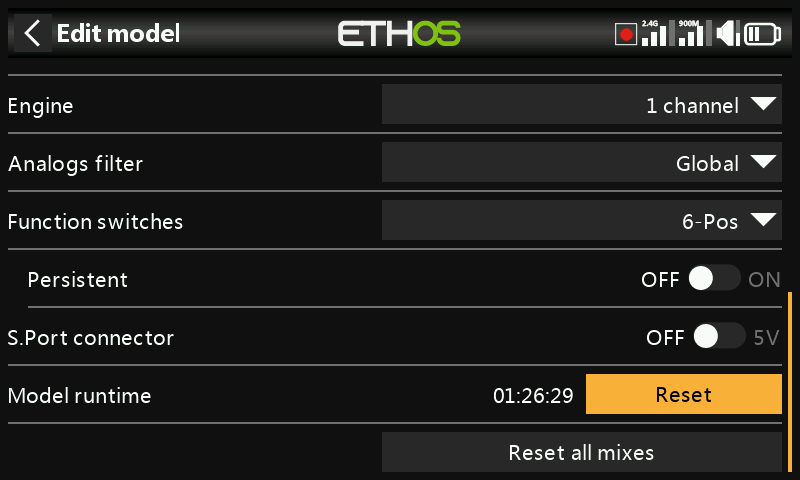 Edit model
ETHOS
2.4G
900M
Engine
1 channel
Analogs filter
Global
Function switches
6-Pos
Persistent
OFF ON
S.Port connector
OFF 5V
Model runtime
01:26:29
Reset
Reset all mixes